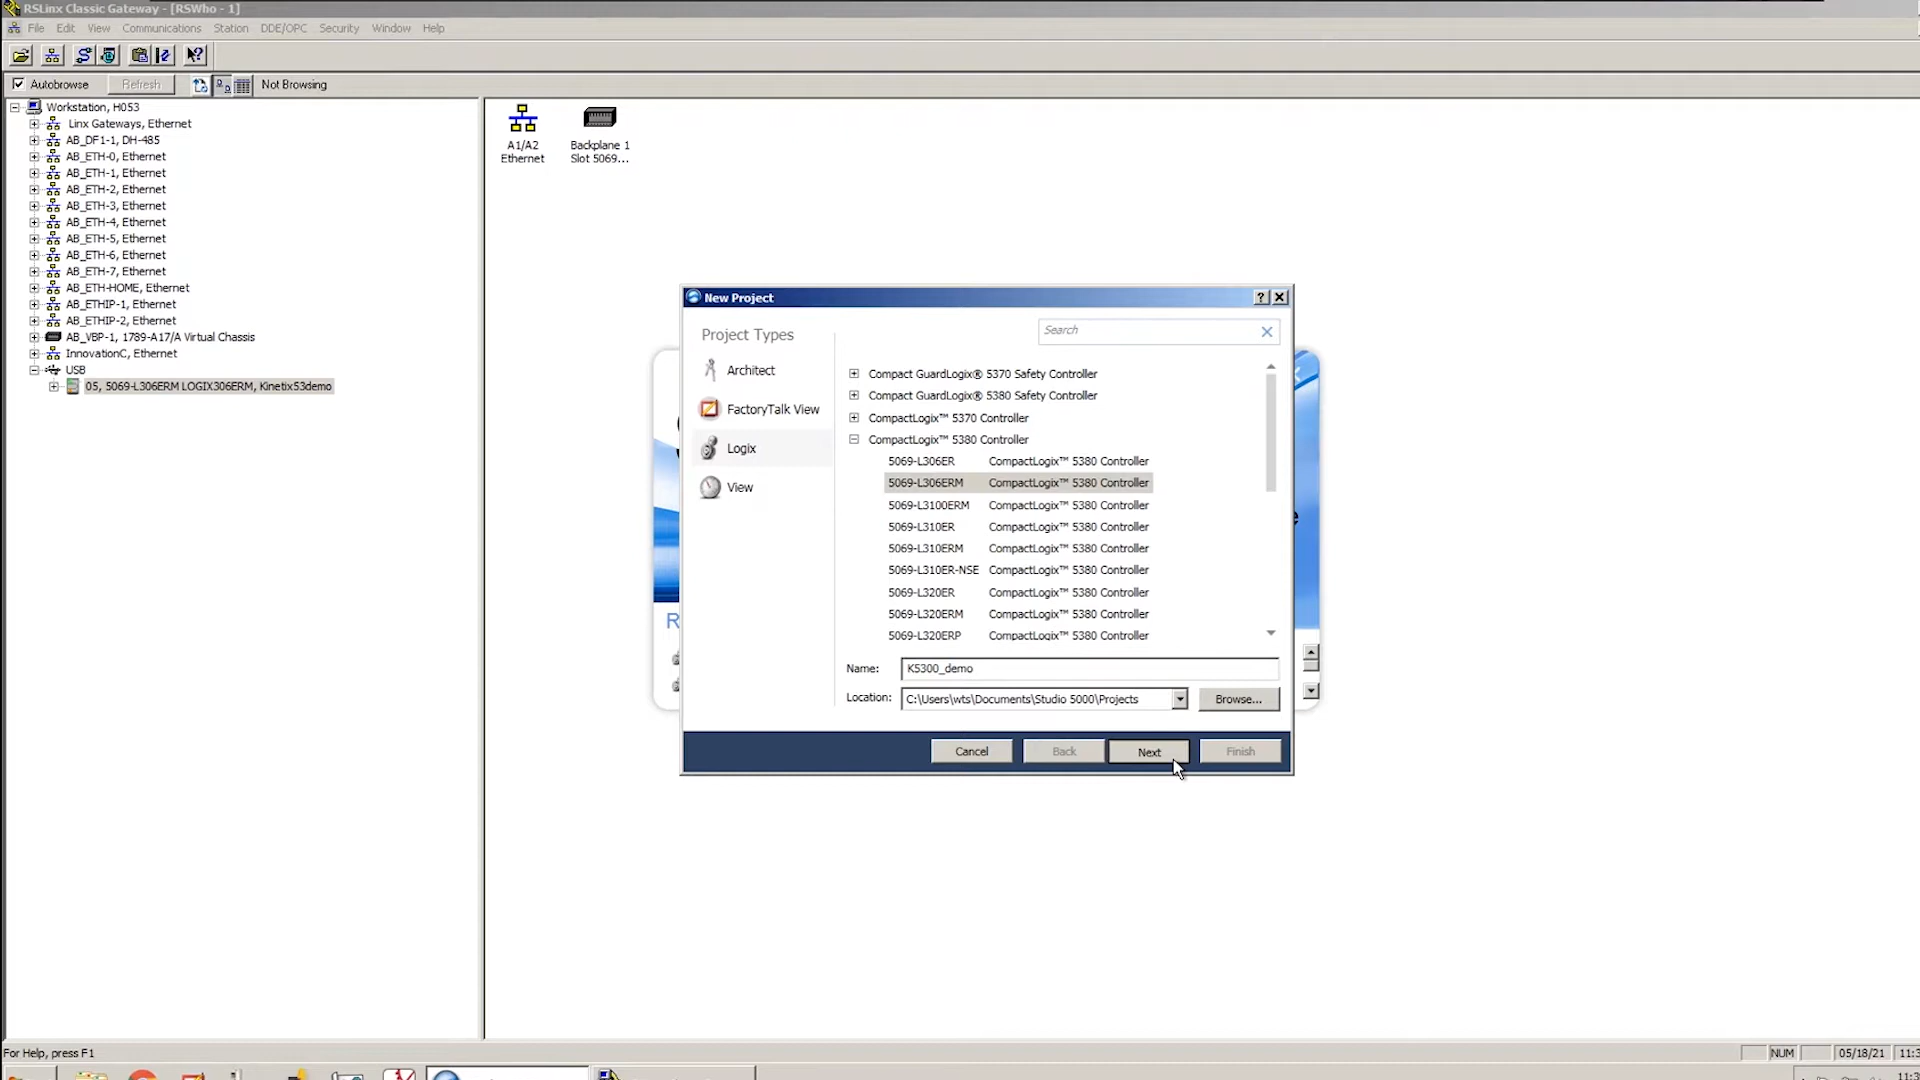 RSLinx Classic Gateway - [RSWho - 1]
File Edit View Communications Station DDE/OPC Security Window Help
Autobrowse Refresh Not Browsing
Workstation, H053
Linx Gateways, Ethernet
AB_DF1-1, DH-485
AB_ETH-0, Ethernet
AB_ETH-1, Ethernet
AB_ETH-2, Ethernet
AB_ETH-3, Ethernet
AB_ETH-4, Ethernet
AB_ETH-5, Ethernet
AB_ETH-6, Ethernet
AB_ETH-7, Ethernet
AB_ETH-HOME, Ethernet
AB_ETHIP-1, Ethernet
AB_ETHIP-2, Ethernet
AB_VBP-1, 1789-A17/A Virtual Chassis
InnovationC, Ethernet
USB
05, 5069-L306ERM LOGIX306ERM, Kinetix53demo
A1/A2
Ethernet
Backplane 1
Slot 5069...
New Project
Project Types
Search
Architect
FactoryTalk View
Logix
View
Compact GuardLogix® 5370 Safety Controller
Compact GuardLogix® 5380 Safety Controller
CompactLogix™ 5370 Controller
CompactLogix™ 5380 Controller
5069-L306ER CompactLogix™ 5380 Controller
5069-L306ERM CompactLogix™ 5380 Controller
5069-L3100ERM CompactLogix™ 5380 Controller
5069-L310ER CompactLogix™ 5380 Controller
5069-L310ERM CompactLogix™ 5380 Controller
5069-L310ER-NSE CompactLogix™ 5380 Controller
5069-L320ER CompactLogix™ 5380 Controller
5069-L320ERM CompactLogix™ 5380 Controller
5069-L320ERP CompactLogix™ 5380 Controller
Name: K5300_demo
Location: C:\Users\wts\Documents\Studio 5000\Projects Browse...
Cancel Back Next Finish
R
For Help, press F1
NUM 05/18/21